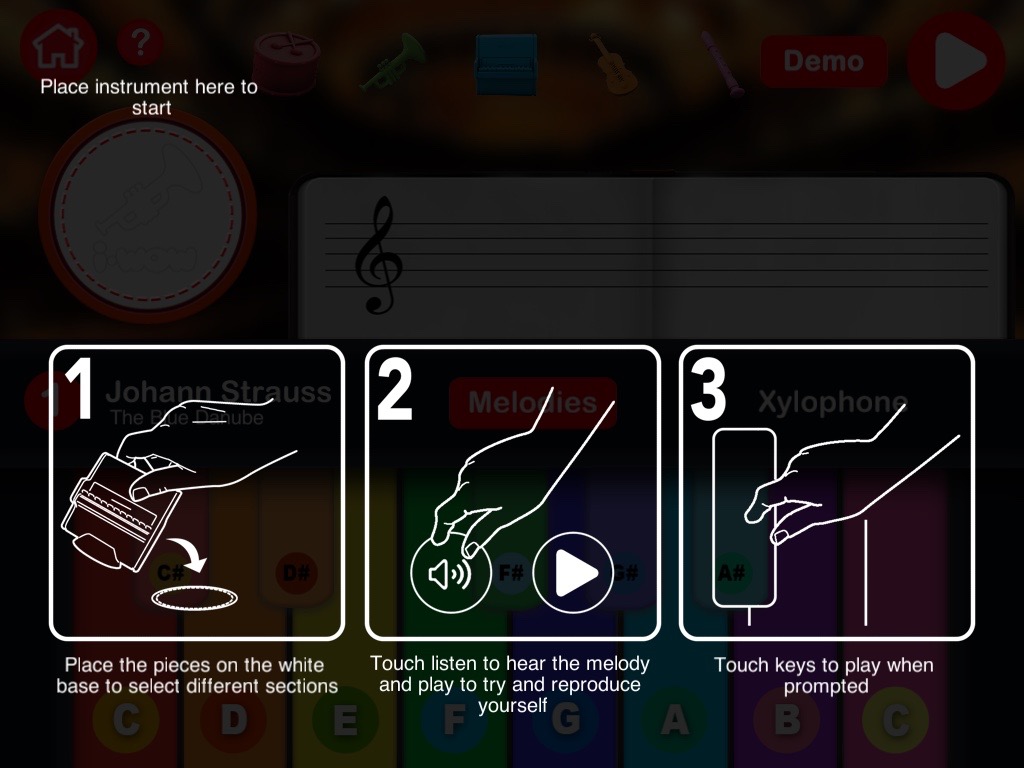 ?
Demo
Place instrument here to
start
i-wow
1
2
3
1 Johann Strauss
The Blue Danube
Melodies
Xylophone
C# D# F# G# A#
Place the pieces on the white
base to select different sections
Touch listen to hear the melody
and play to try and reproduce
yourself
Touch keys to play when
prompted
C D E F G A B C